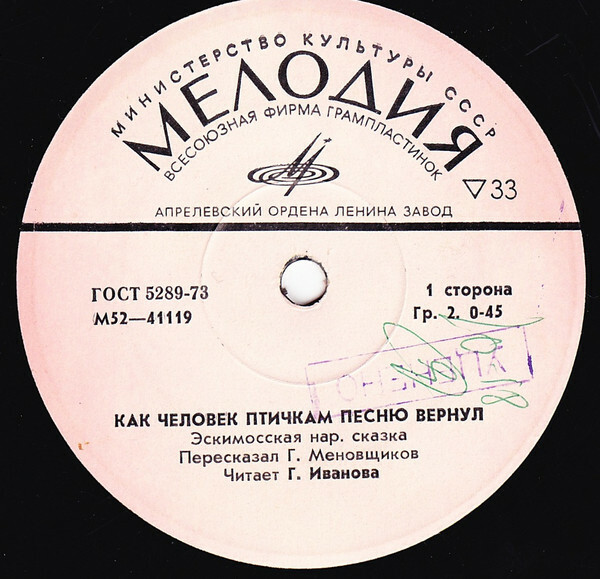 МИНИСТЕРСТВО КУЛЬТУРЫ СССР
МЕЛОДИЯ
ВСЕСОЮЗНАЯ ФИРМА ГРАМПЛАСТИНОК
▽33
АПРЕЛЕВСКИЙ ОРДЕНА ЛЕНИНА ЗАВОД
ГОСТ 5289-73
М52—41119
1 сторона
Гр. 2. 0-45
КАК ЧЕЛОВЕК ПТИЧКАМ ПЕСНЮ ВЕРНУЛ
Эскимосская нар. сказка
Пересказал Г. Меновщиков
Читает Г. Иванова